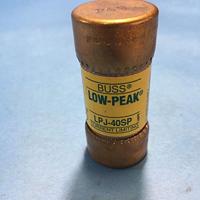 BUSS®
LOW-PEAK®
LPJ-40SP
CURRENT LIMITING